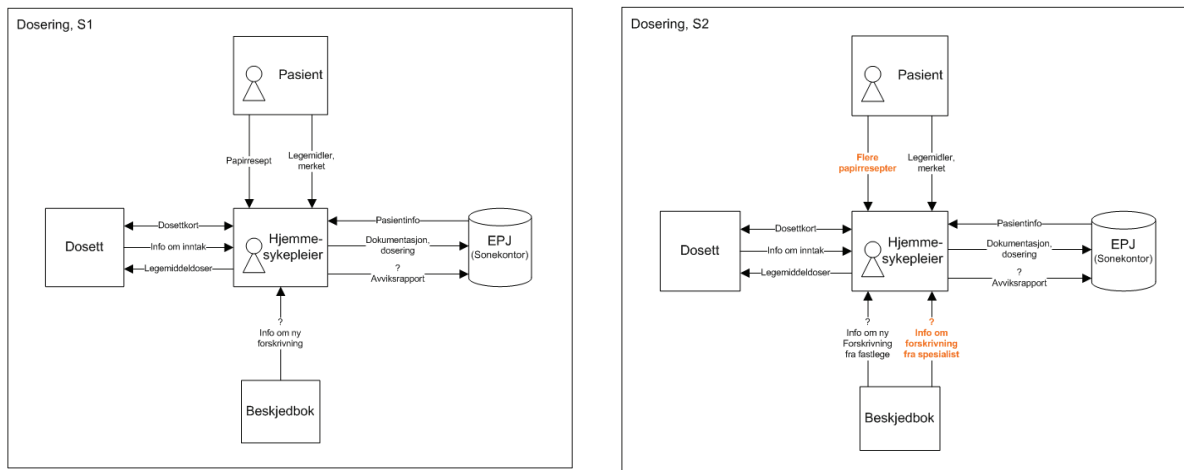 Dosering, S1
Pasient
Papirresept
Legemidler,
merket
Dosett
Dosettkort
Info om inntak
Legemiddeldoser
Hjemme-
sykepleier
Pasientinfo
Dokumentasjon,
dosering
?
Avviksrapport
EPJ
(Sonekontor)
?
Info om ny
forskrivning
Beskjedbok
Dosering, S2
Pasient
Flere
papirresepter
Legemidler,
merket
Dosett
Dosettkort
Info om inntak
Legemiddeldoser
Hjemme-
sykepleier
Pasientinfo
Dokumentasjon,
dosering
?
Avviksrapport
EPJ
(Sonekontor)
?
Info om ny
Forskrivning
fra fastlege
?
Info om
forskrivning
fra spesialist
Beskjedbok